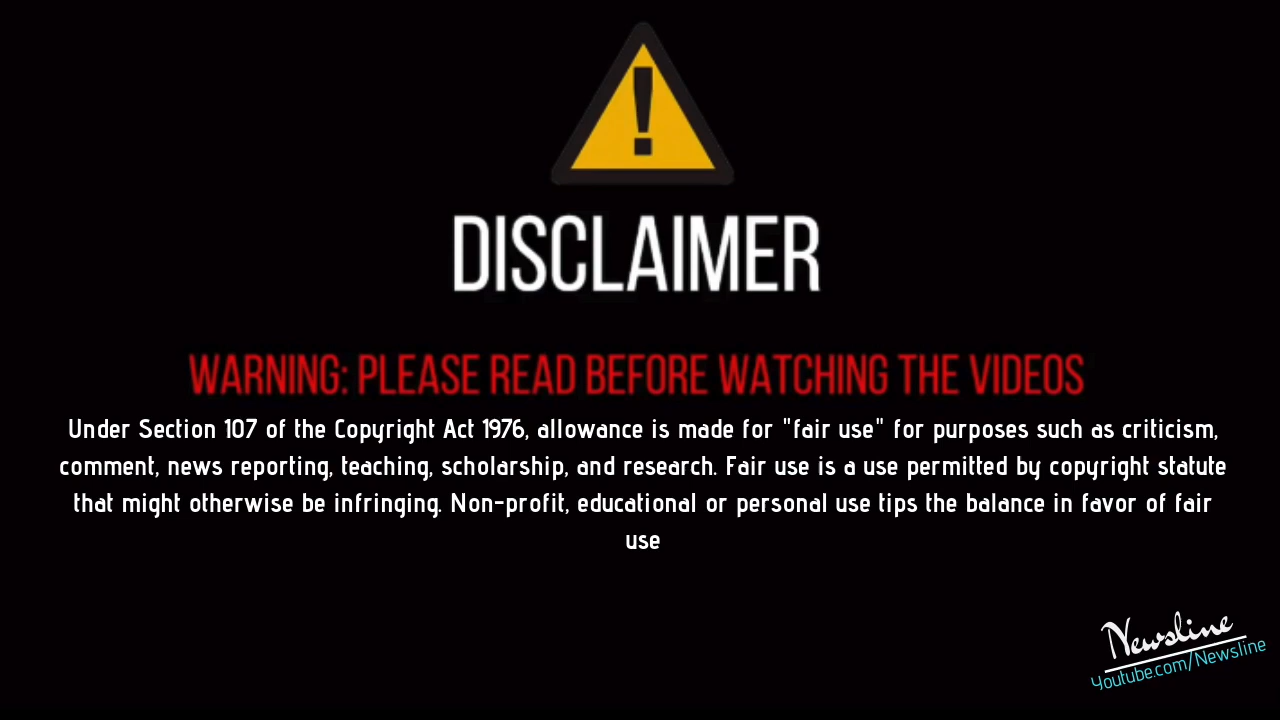 !
DISCLAIMER
WARNING: PLEASE READ BEFORE WATCHING THE VIDEOS
Under Section 107 of the Copyright Act 1976, allowance is made for "fair use" for purposes such as criticism,
comment, news reporting, teaching, scholarship, and research. Fair use is a use permitted by copyright statute
that might otherwise be infringing. Non-profit, educational or personal use tips the balance in favor of fair
use
Newsline
Youtube.com/Newsline